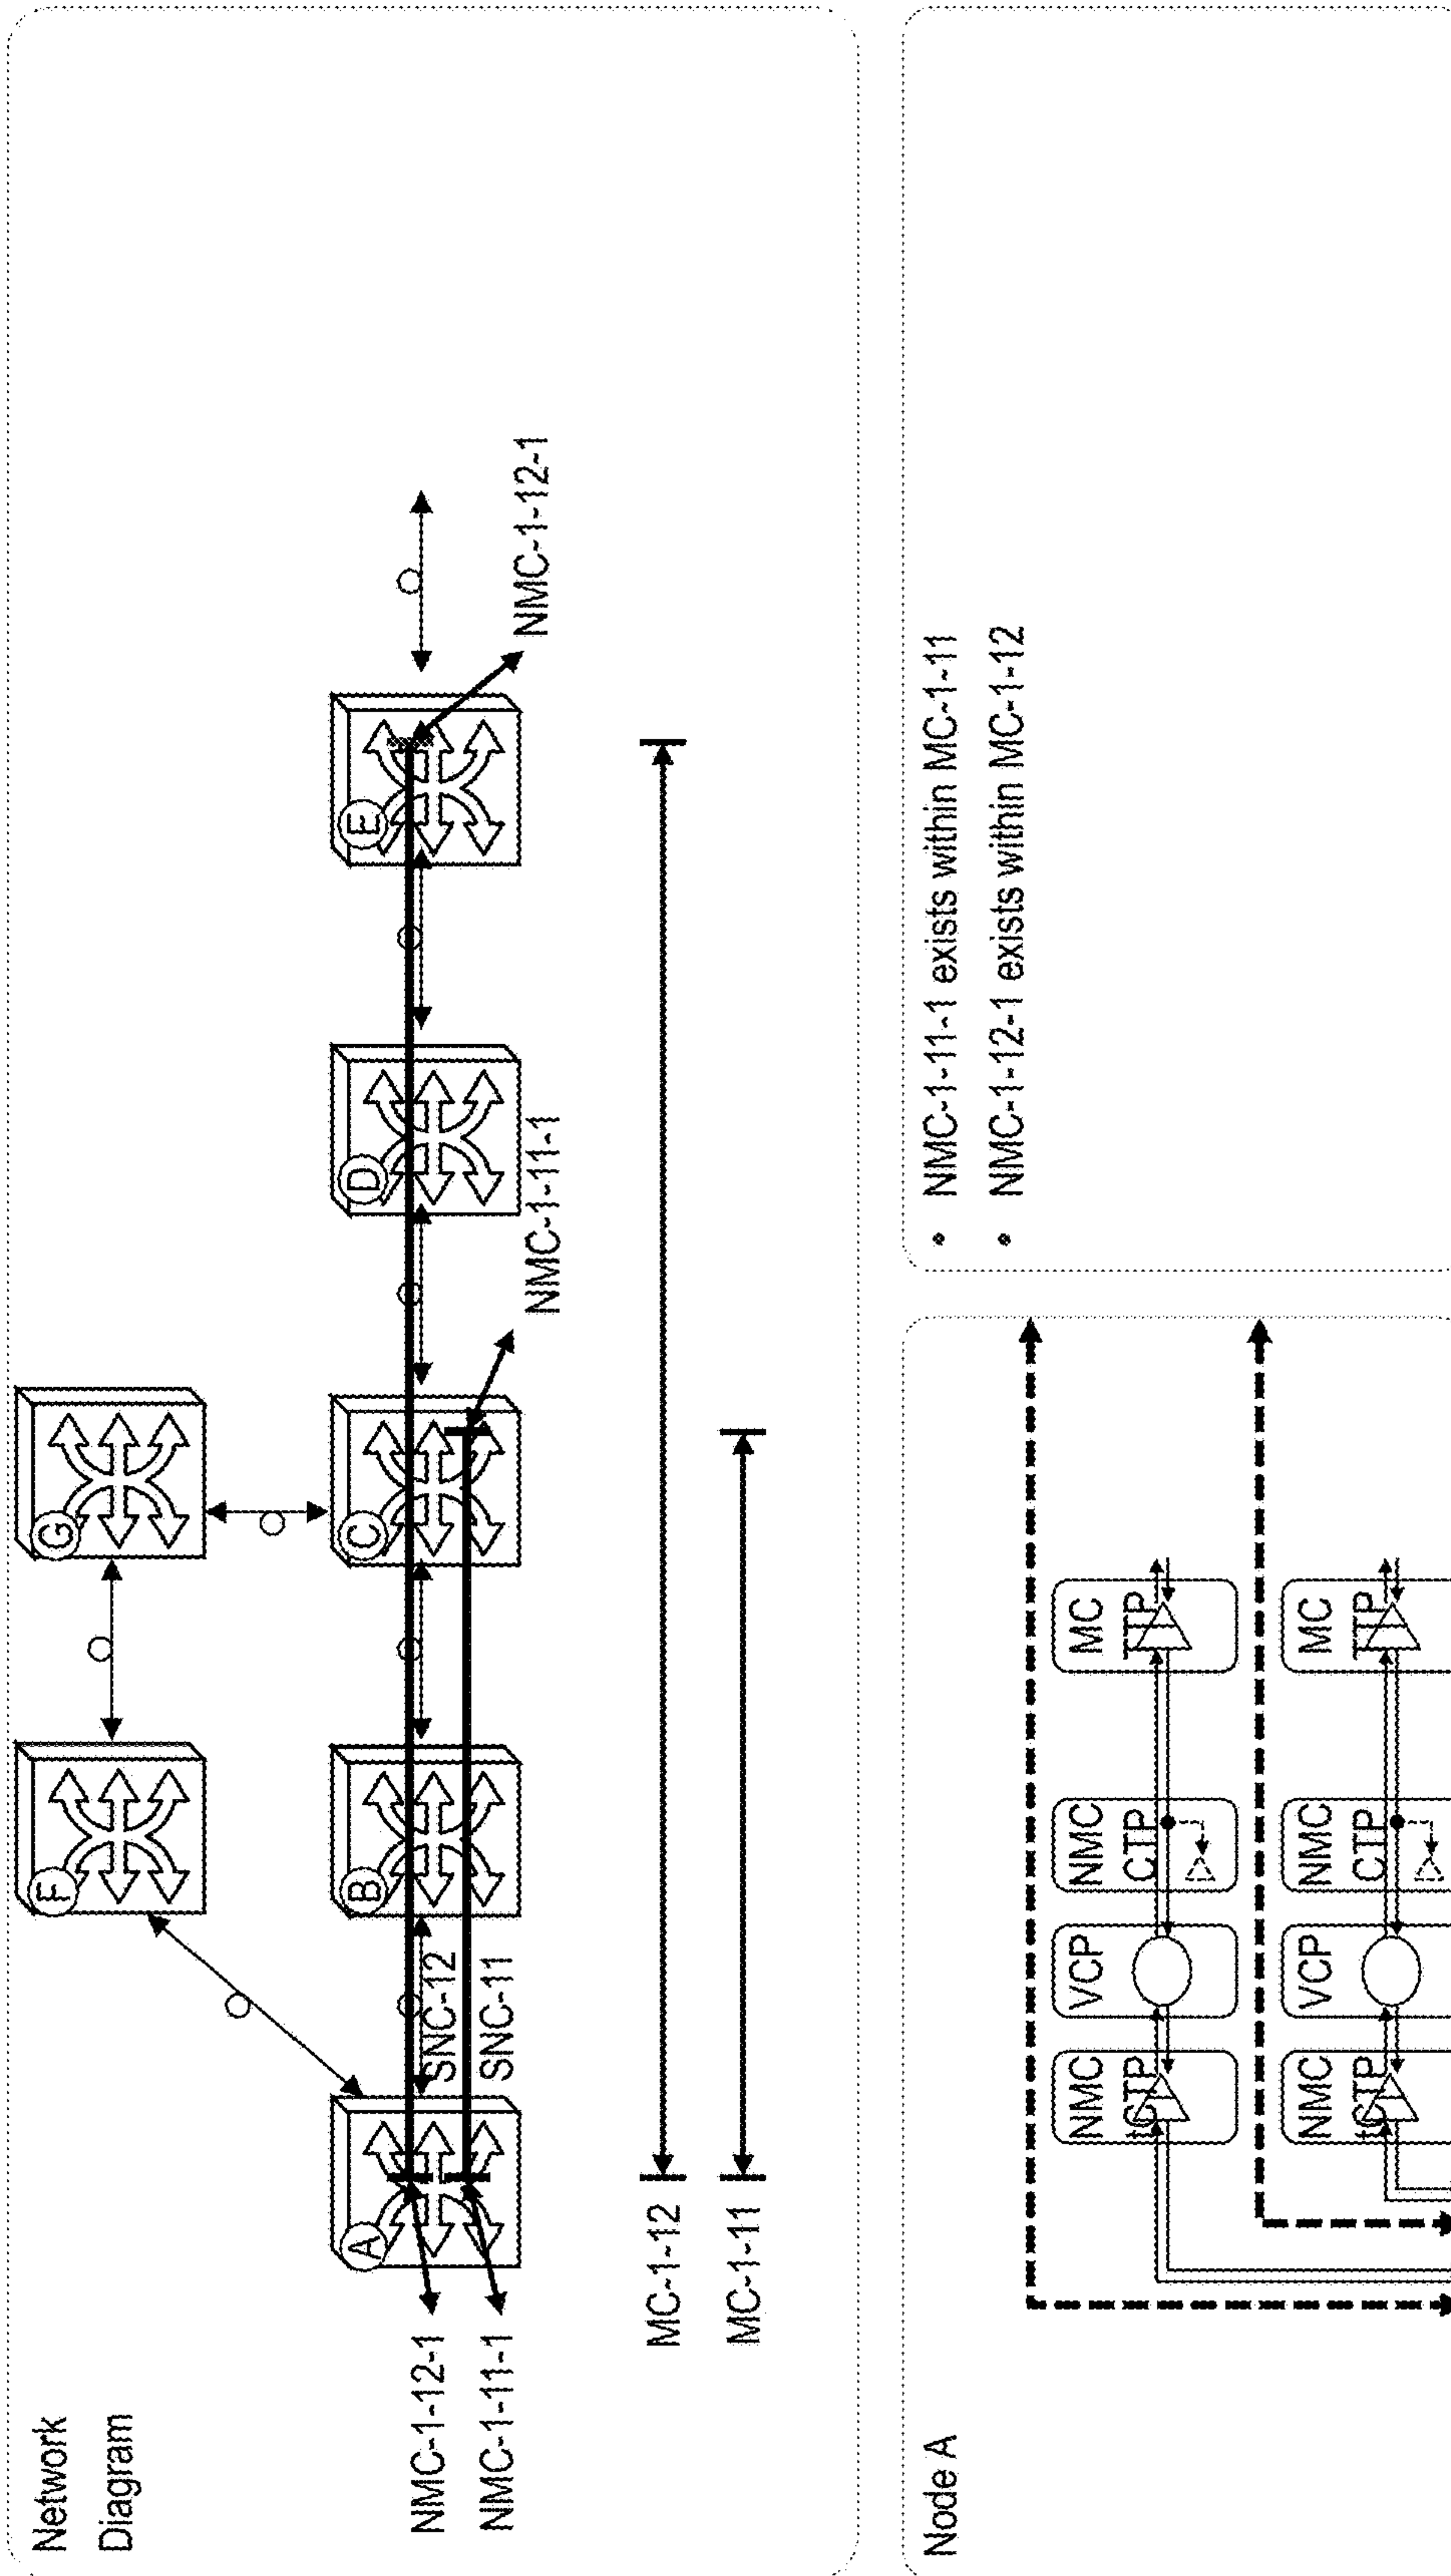 Network
Diagram
F
G
A
B
C
D
E
SNC-12
SNC-11
NMC-1-12-1
NMC-1-11-1
NMC-1-11-1
NMC-1-12-1
MC-1-12
MC-1-11
Node A
NMC
tCTP
VCP
NMC
CTP
MC
TTP
NMC
tCTP
VCP
NMC
CTP
MC
TTP
• NMC-1-11-1 exists within MC-1-11
• NMC-1-12-1 exists within MC-1-12